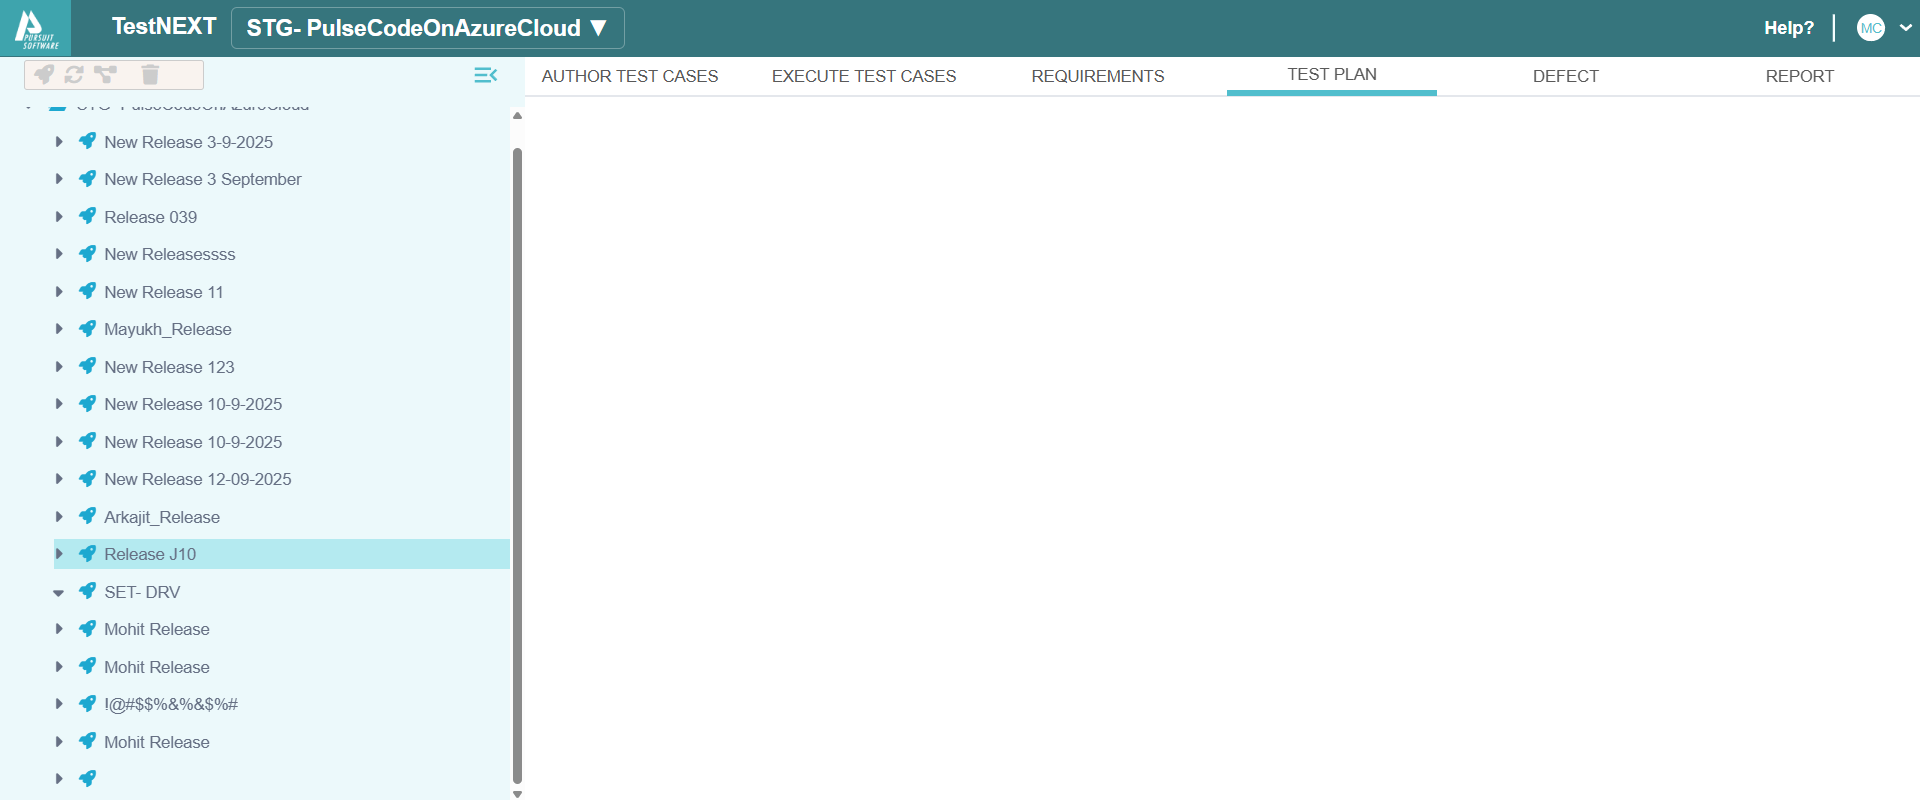 PURSUIT
SOFTWARE
TestNEXT
STG- PulseCodeOnAzureCloud ▼
Help?
MC
AUTHOR TEST CASES
EXECUTE TEST CASES
REQUIREMENTS
TEST PLAN
DEFECT
REPORT
STG- PulseCodeOnAzureCloud
New Release 3-9-2025
New Release 3 September
Release 039
New Releasessss
New Release 11
Mayukh_Release
New Release 123
New Release 10-9-2025
New Release 10-9-2025
New Release 12-09-2025
Arkajit_Release
Release J10
SET- DRV
Mohit Release
Mohit Release
!@#$$%&%&$%#
Mohit Release